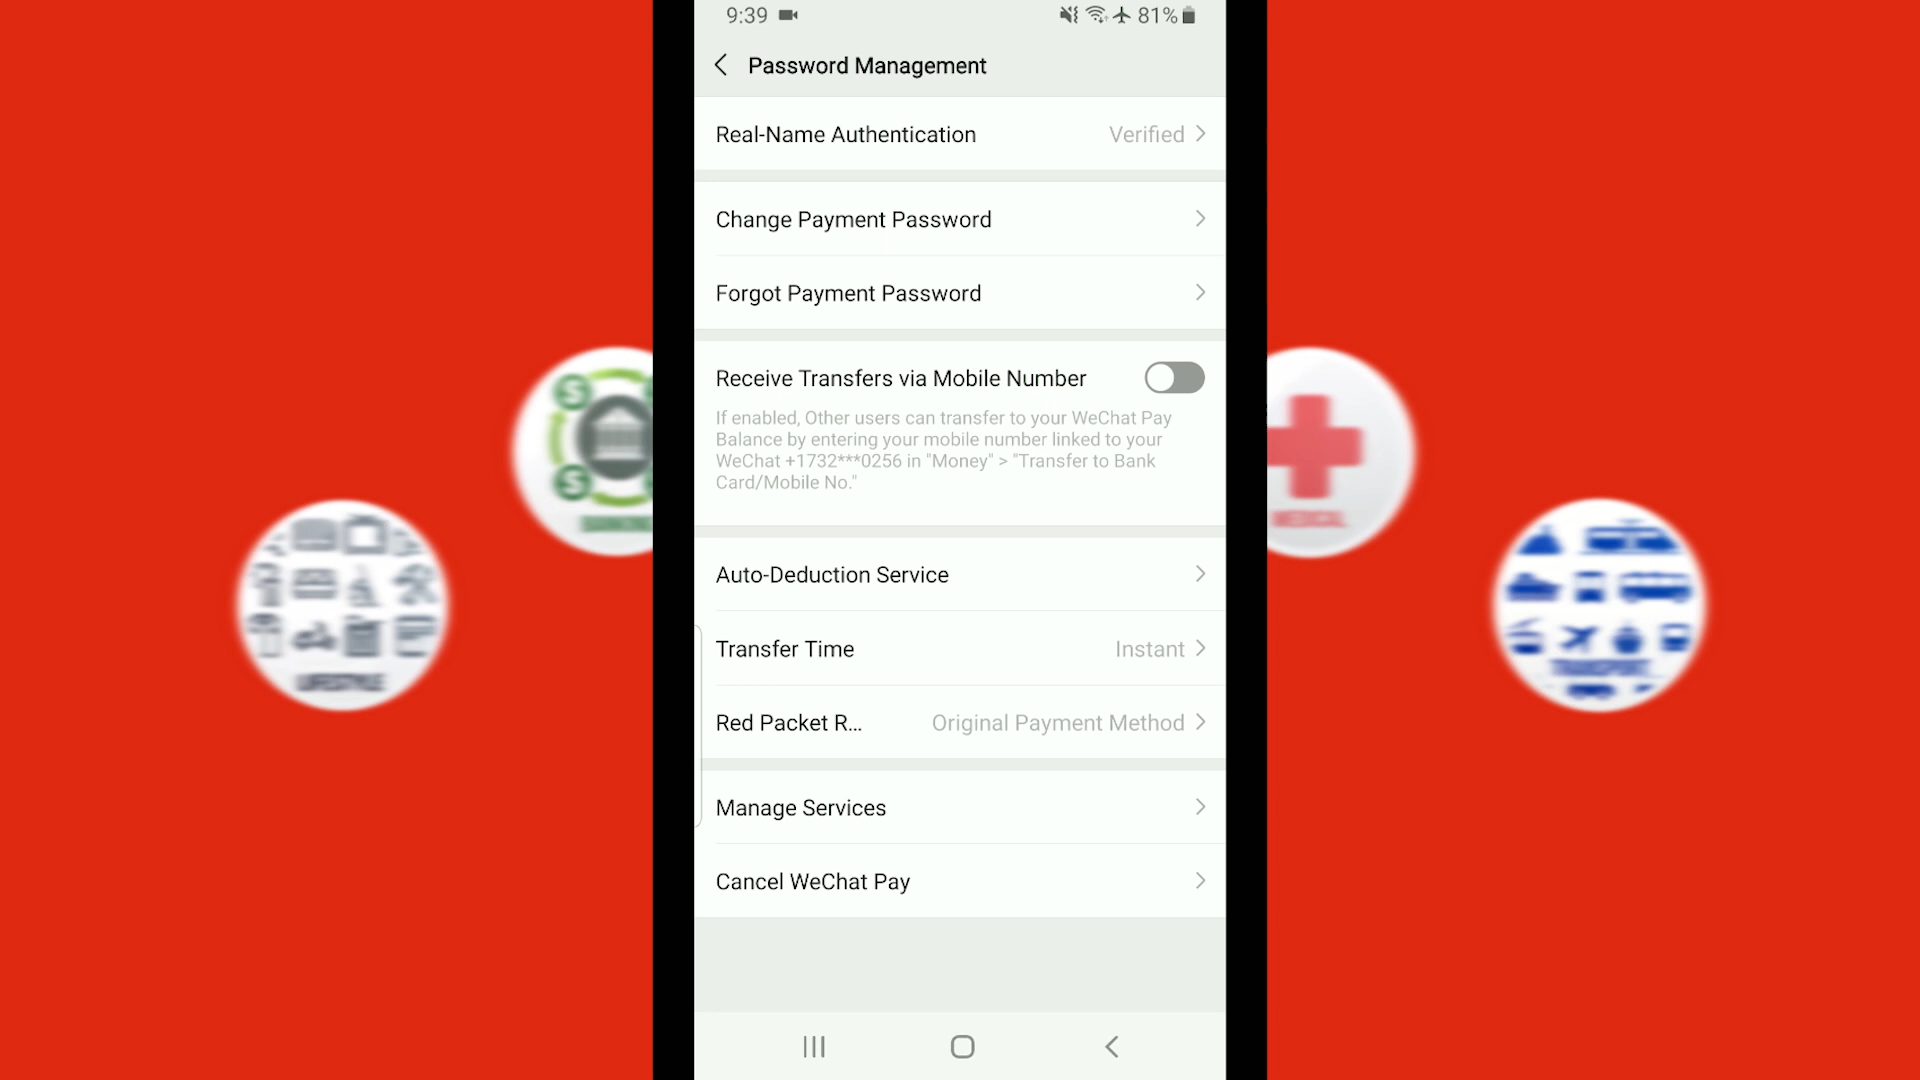 9:39
81%
Password Management
Real-Name Authentication Verified
Change Payment Password
Forgot Payment Password
Receive Transfers via Mobile Number
If enabled, Other users can transfer to your WeChat Pay
Balance by entering your mobile number linked to your
WeChat +1732***0256 in "Money" > "Transfer to Bank
Card/Mobile No."
Auto-Deduction Service
Transfer Time Instant
Red Packet R... Original Payment Method
Manage Services
Cancel WeChat Pay
MEDICAL
LIFESTYLE
TRANSPORT